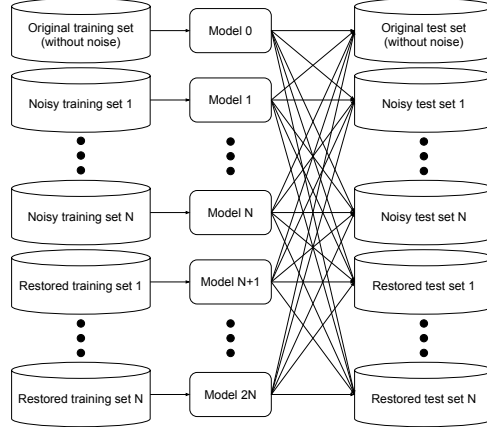 Original training set
(without noise)
Model 0
Original test set
(without noise)
Noisy training set 1
Model 1
Noisy test set 1
Noisy training set N
Model N
Noisy test set N
Restored training set 1
Model N+1
Restored test set 1
Restored training set N
Model 2N
Restored test set N